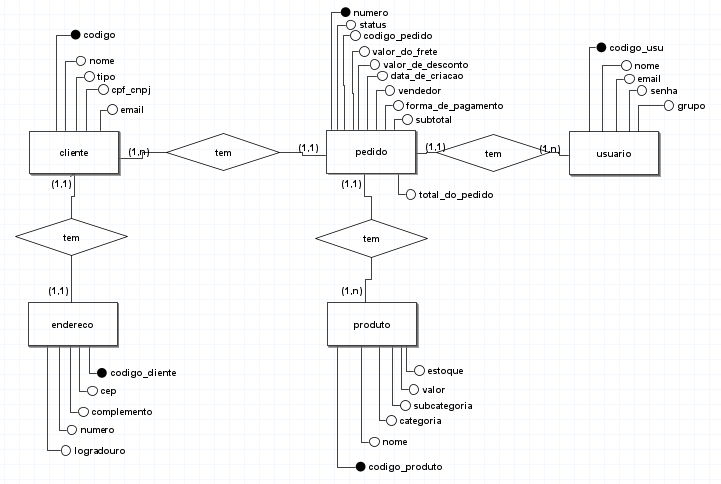 numero
status
codigo
codigo_pedido
codigo_usu
valor_do_frete
nome
nome
valor_de_desconto
tipo
data_de_criacao
email
cpf_cnpj
vendedor
senha
email
forma_de_pagamento
grupo
subtotal
cliente
(1,n)
tem
(1,1)
pedido
(1,1)
tem
(1,n)
usuario
(1,1)
(1,1)
total_do_pedido
tem
tem
(1,1)
(1,n)
endereco
produto
codigo_cliente
estoque
cep
valor
complemento
subcategoria
numero
categoria
logradouro
nome
codigo_produto